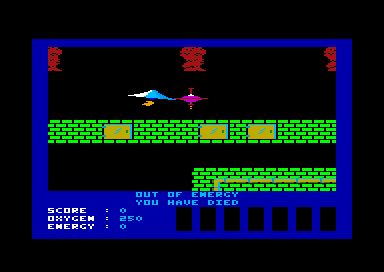 OUT OF ENERGY
YOU HAVE DIED
SCORE  : 0
OXYGEN : 250
ENERGY : 0